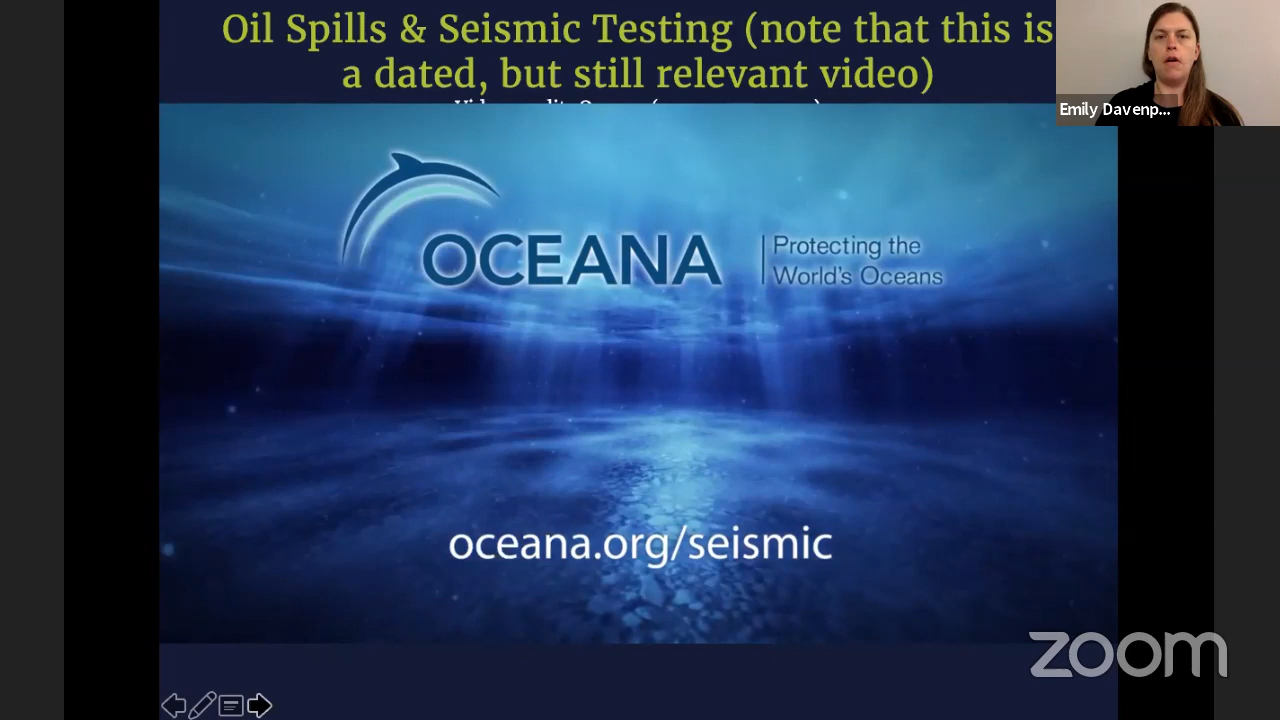 Oil Spills & Seismic Testing (note that this is
a dated, but still relevant video)
Emily Davenp...
OCEANA
Protecting the
World's Oceans
oceana.org/seismic
zoom